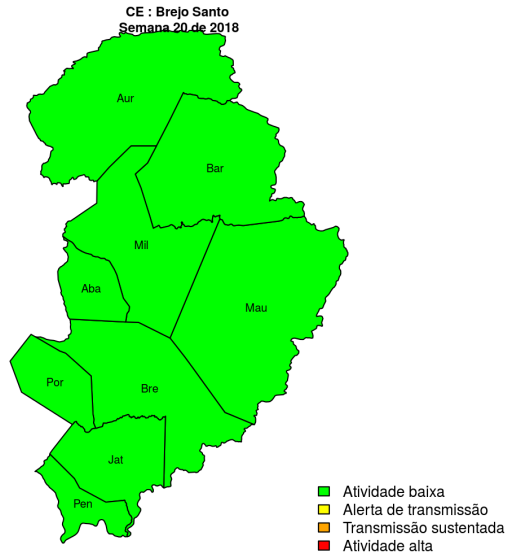 CE : Brejo Santo
Semana 20 de 2018
Aur
Bar
Mil
Aba
Mau
Por
Bre
Jat
Pen
Atividade baixa
Alerta de transmissão
Transmissão sustentada
Atividade alta